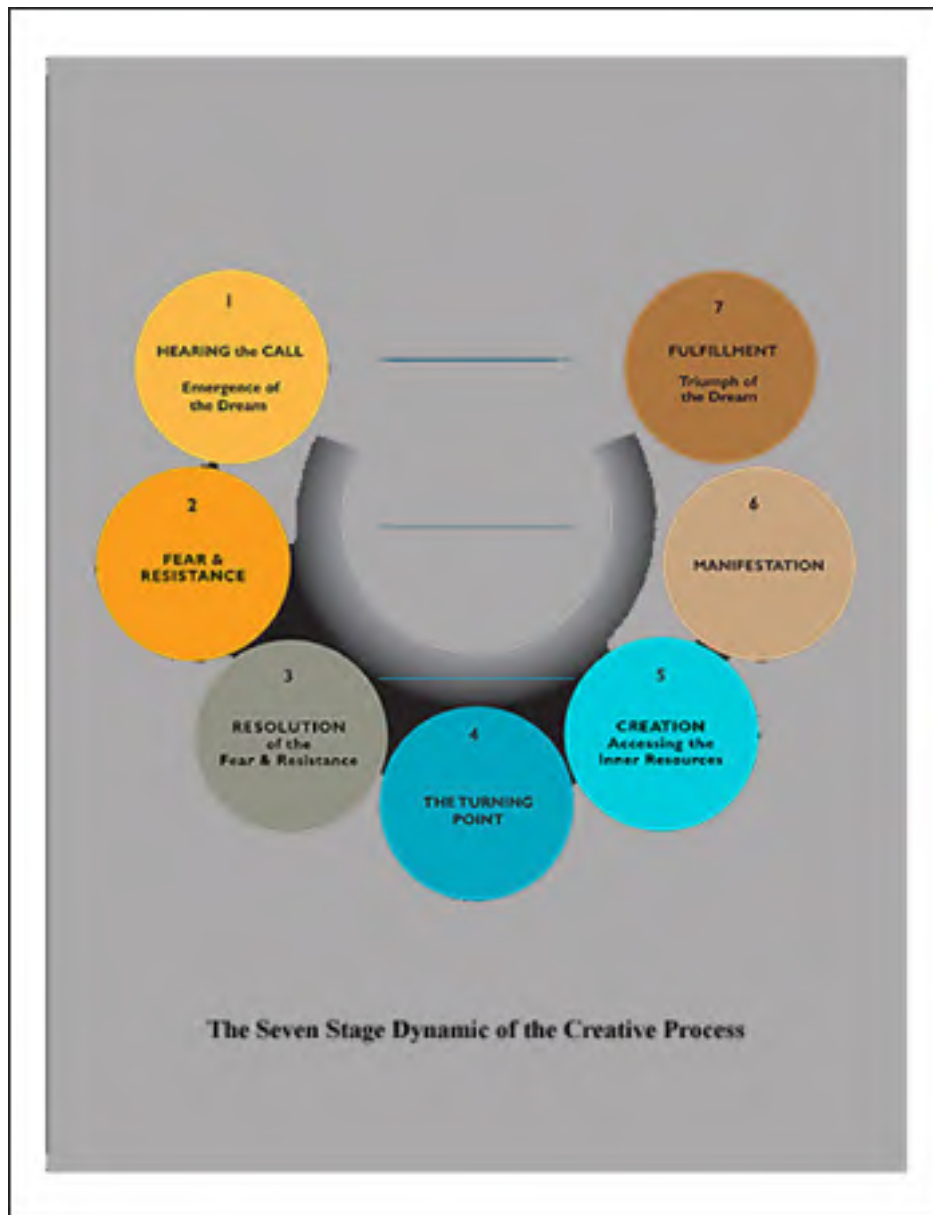 1
HEARING the CALL
Emergence of
the Dream
2
FEAR &
RESISTANCE
3
RESOLUTION
of the
Fear & Resistance
4
THE TURNING
POINT
5
CREATION
Accessing the
Inner Resources
6
MANIFESTATION
7
FULFILLMENT
Triumph of
the Dream
The Seven Stage Dynamic of the Creative Process